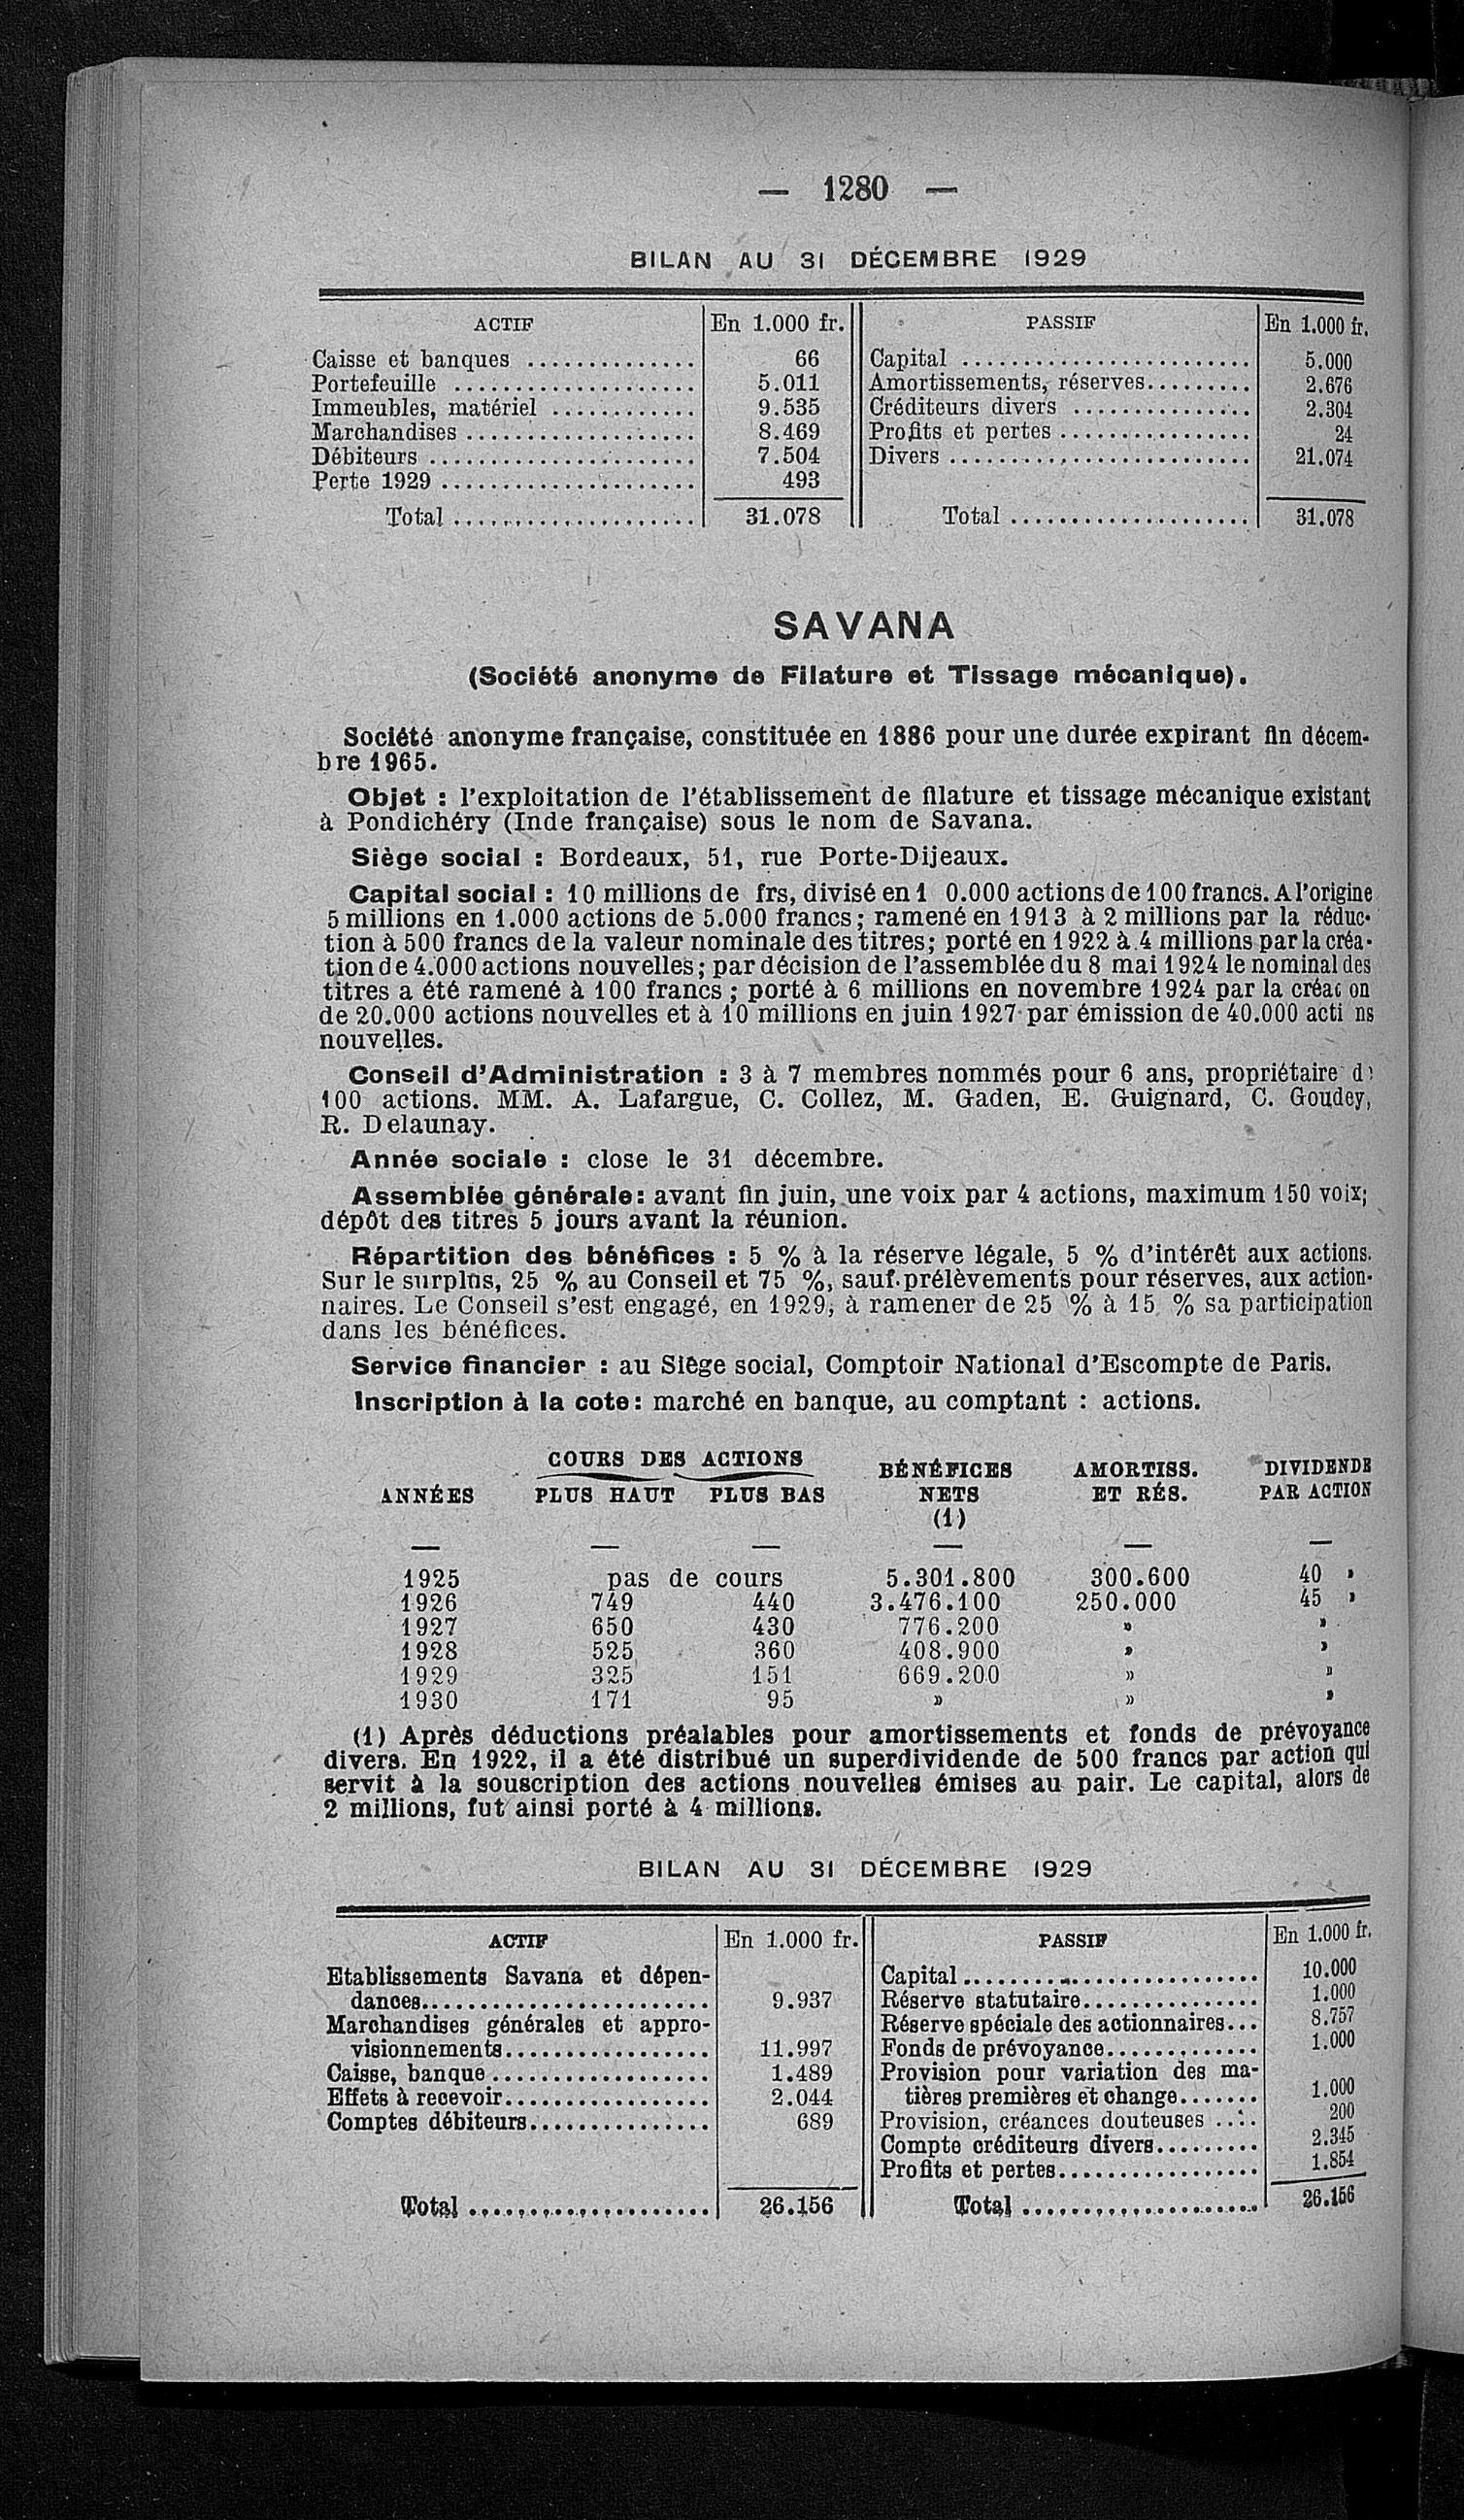 — 1280 —
BILAN AU 31 DÉCEMBRE 1929
ACTIF En 1.000 fr. PASSIF En 1.000 fr.
Caisse et banques .............. 66 Capital ........................ 5.000
Portefeuille .................... 5.011 Amortissements, réserves......... 2.676
Immeubles, matériel ............ 9.535 Créditeurs divers ............... 2.304
Marchandises ................... 8.469 Profits et pertes ................ 24
Débiteurs ...................... 7.504 Divers ......................... 21.074
Perte 1929 ..................... 493
Total .................... 31.078 Total .................... 31.078
SAVANA
(Société anonyme de Filature et Tissage mécanique).
Société anonyme française, constituée en 1886 pour une durée expirant fin décem-
bre 1965.
Objet : l'exploitation de l'établissement de filature et tissage mécanique existant
à Pondichéry (Inde française) sous le nom de Savana.
Siège social : Bordeaux, 51, rue Porte-Dijeaux.
Capital social : 10 millions de frs, divisé en 1 0.000 actions de 100 francs. A l'origine
5 millions en 1.000 actions de 5.000 francs; ramené en 1913 à 2 millions par la réduc-
tion à 500 francs de la valeur nominale des titres; porté en 1922 à 4 millions par la créa-
tion de 4.000 actions nouvelles; par décision de l'assemblée du 8 mai 1924 le nominal des
titres a été ramené à 100 francs ; porté à 6 millions en novembre 1924 par la créat on
de 20.000 actions nouvelles et à 10 millions en juin 1927 par émission de 40.000 acti ns
nouvelles.
Conseil d'Administration : 3 à 7 membres nommés pour 6 ans, propriétaire d
100 actions. MM. A. Lafargue, C. Collez, M. Gaden, E. Guignard, C. Goudey,
R. Delaunay.
Année sociale : close le 31 décembre.
Assemblée générale: avant fin juin, une voix par 4 actions, maximum 150 voix;
dépôt des titres 5 jours avant la réunion.
Répartition des bénéfices : 5 % à la réserve légale, 5 % d'intérêt aux actions.
Sur le surplus, 25 % au Conseil et 75 %, sauf prélèvements pour réserves, aux action-
naires. Le Conseil s'est engagé, en 1929, à ramener de 25 % à 15 % sa participation
dans les bénéfices.
Service financier : au Siège social, Comptoir National d'Escompte de Paris.
Inscription à la cote: marché en banque, au comptant : actions.
COURS DES ACTIONS BÉNÉFICES AMORTISS. DIVIDENDE
ANNÉES PLUS HAUT PLUS BAS NETS ET RÉS. PAR ACTION
(1)
— — — — — —
1925 pas de cours 5.301.800 300.600 40 »
1926 749 440 3.476.100 250.000 45 »
1927 650 430 776.200 » »
1928 525 360 408.900 » »
1929 325 151 669.200 » »
1930 171 95 » » »
(1) Après déductions préalables pour amortissements et fonds de prévoyance
divers. En 1922, il a été distribué un superdividende de 500 francs par action qui
servit à la souscription des actions nouvelles émises au pair. Le capital, alors de
2 millions, fut ainsi porté à 4 millions.
BILAN AU 31 DÉCEMBRE 1929
ACTIF En 1.000 fr. PASSIF En 1.000 fr.
Etablissements Savana et dépen- Capital............................ 10.000
dances........................ 9.937 Réserve statutaire............... 1.000
Marchandises générales et appro- Réserve spéciale des actionnaires... 8.757
visionnements................. 11.997 Fonds de prévoyance............. 1.000
Caisse, banque .................. 1.489 Provision pour variation des ma-
Effets à recevoir................. 2.044 tières premières et change....... 1.000
Comptes débiteurs............... 689 Provision, créances douteuses .... 200
Compte créditeurs divers......... 2.345
Profits et pertes................. 1.854
Total .................... 26.156 Total .................... 26.156